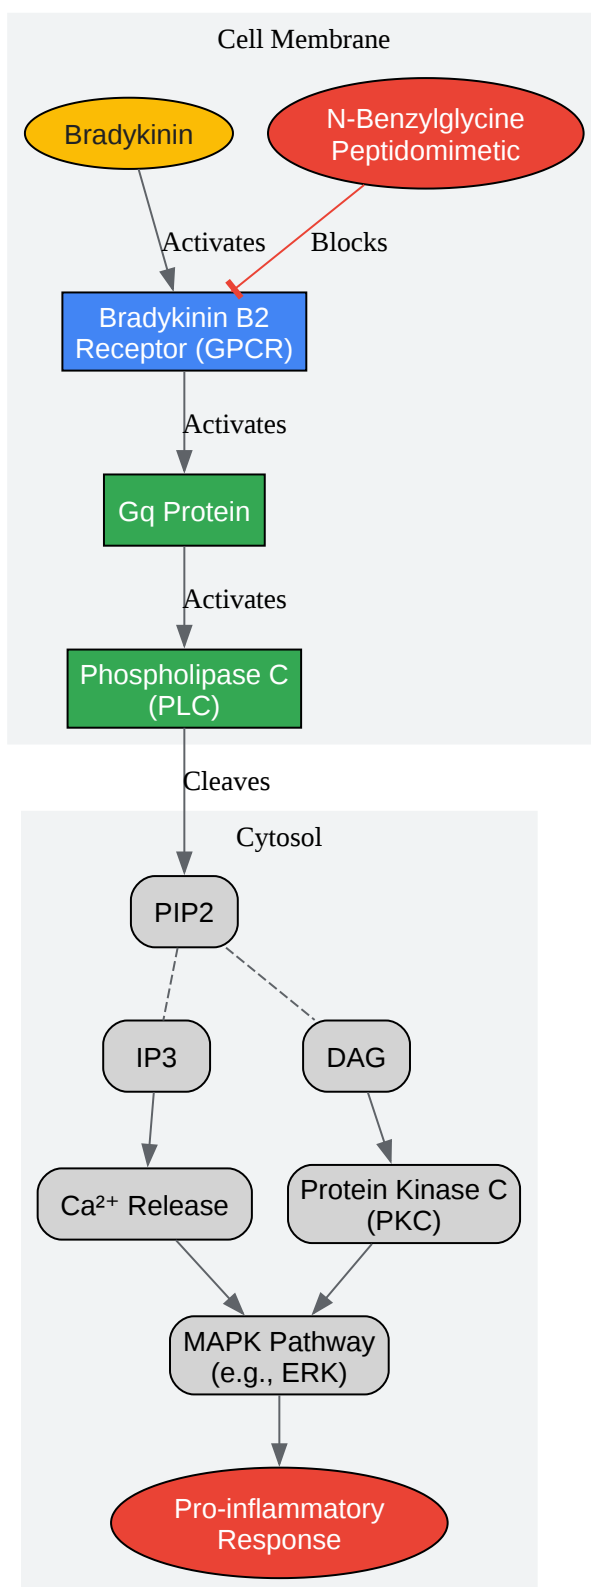 Cell Membrane
Bradykinin
N-Benzylglycine
Peptidomimetic
Activates
Blocks
Bradykinin B2
Receptor (GPCR)
Activates
Gq Protein
Activates
Phospholipase C
(PLC)
Cleaves
Cytosol
PIP2
IP3
DAG
Ca²⁺ Release
Protein Kinase C
(PKC)
MAPK Pathway
(e.g., ERK)
Pro-inflammatory
Response